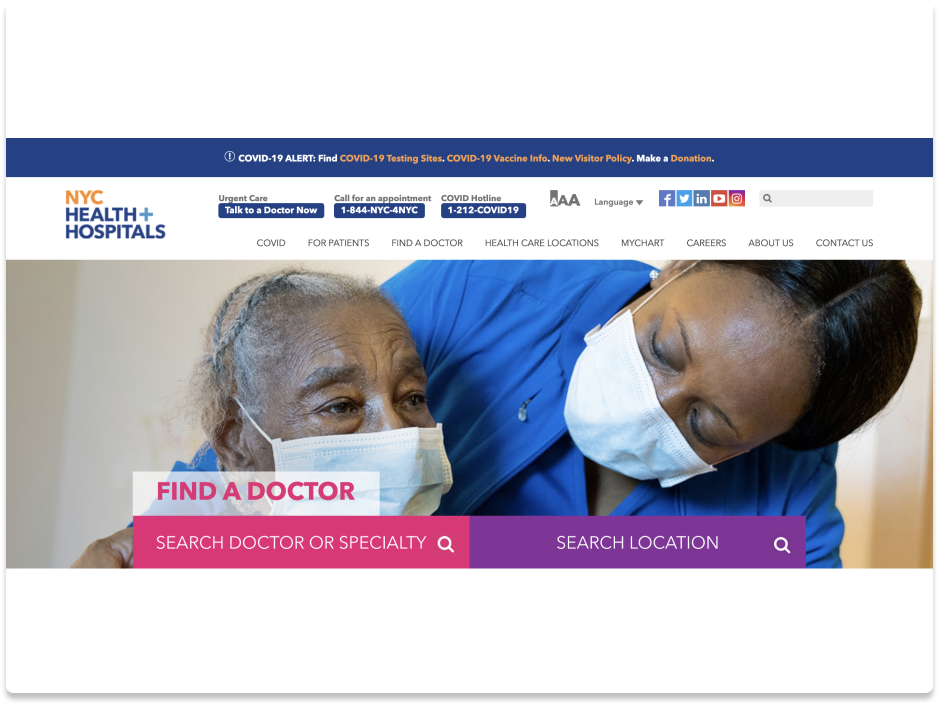 COVID-19 ALERT: Find COVID-19 Testing Sites. COVID-19 Vaccine Info. New Visitor Policy. Make a Donation.
NYC
HEALTH+
HOSPITALS
Urgent Care
Talk to a Doctor Now
Call for an appointment
1-844-NYC-4NYC
COVID Hotline
1-212-COVID19
AAA
Language
COVID FOR PATIENTS FIND A DOCTOR HEALTH CARE LOCATIONS MYCHART CAREERS ABOUT US CONTACT US
FIND A DOCTOR
SEARCH DOCTOR OR SPECIALTY
SEARCH LOCATION